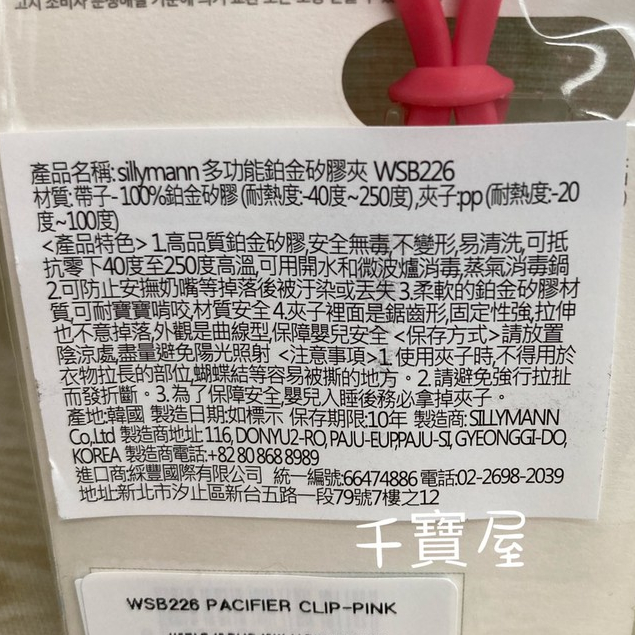 고지 소비자 분쟁해결 기준에
產品名稱: sillymann 多功能鉑金矽膠夾 WSB226
材質:帶子- 100%鉑金矽膠 (耐熱度:-40度~250度),夾子:pp (耐熱度:-20
度~100度)
<產品特色> 1.高品質鉑金矽膠,安全無毒,不變形,易清洗,可抵
抗零下40度至250度高溫,可用開水和微波爐消毒,蒸氣消毒鍋
2.可防止安撫奶嘴等掉落後被汙染或丟失 3.柔軟的鉑金矽膠材
質,可耐寶寶啃咬,材質安全 4.夾子裡面是鋸齒形,固定性強,拉伸
也不意掉落,外觀是曲線型,保障嬰兒安全 <保存方式> 請放置
陰涼處,盡量避免陽光照射 <注意事項>1. 使用夾子時,不得用於
衣物拉長的部位,蝴蝶結等容易被撕的地方。2.請避免強行拉扯
而發折斷。3.為了保障安全,嬰兒入睡後務必拿掉夾子。
產地:韓國 製造日期:如標示 保存期限:10年 製造商: SILLYMANN
Co.,Ltd 製造商地址: 116, DONYU2-RO, PAJU-EUP,PAJU-SI, GYEONGGI-DO,
KOREA 製造商電話:+82 80 868 8989
進口商:綵豐國際有限公司 統一編號:66474886 電話:02-2698-2039
地址:新北市汐止區新台五路一段79號7樓之12
千寶屋
WSB226 PACIFIER CLIP-PINK